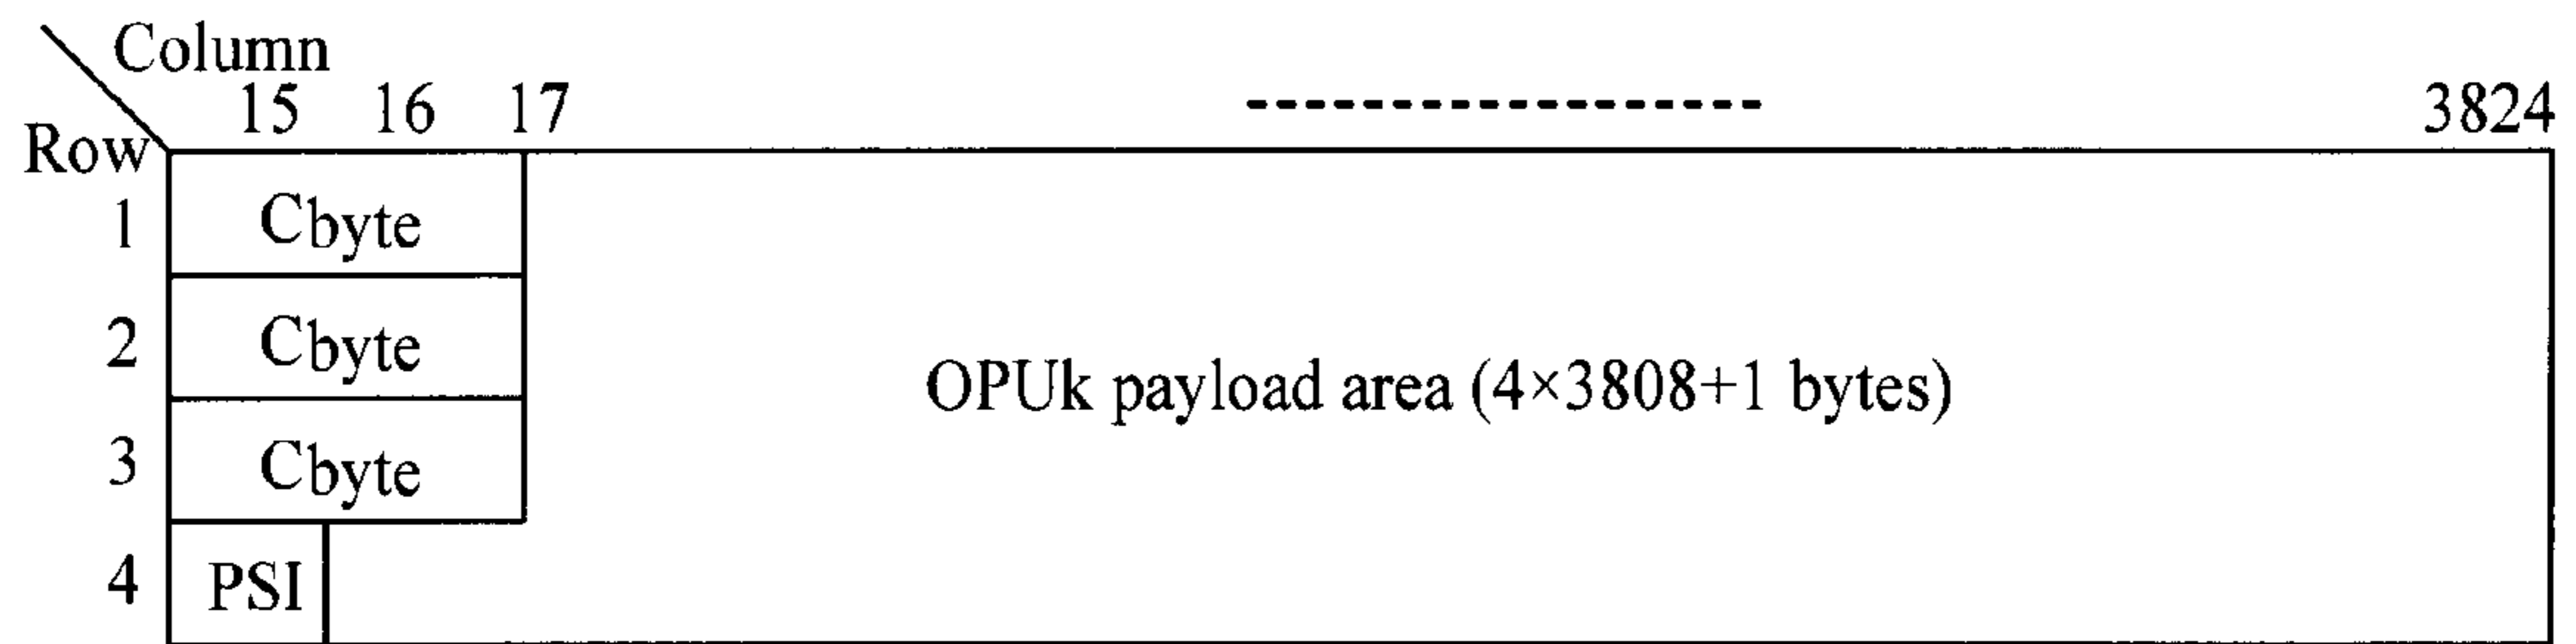 Column
15 16 17 ------------------ 3824
Row
1 Cbyte
2 Cbyte
OPUk payload area (4×3808+1 bytes)
3 Cbyte
4 PSI